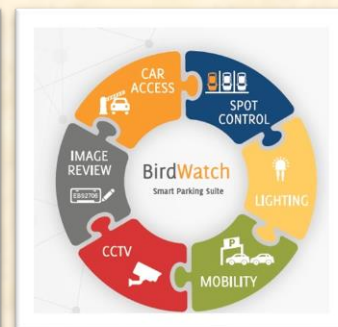 CAR
ACCESS
SPOT
CONTROL
IMAGE
REVIEW
BirdWatch
Smart Parking Suite
LIGHTING
CCTV
P
MOBILITY